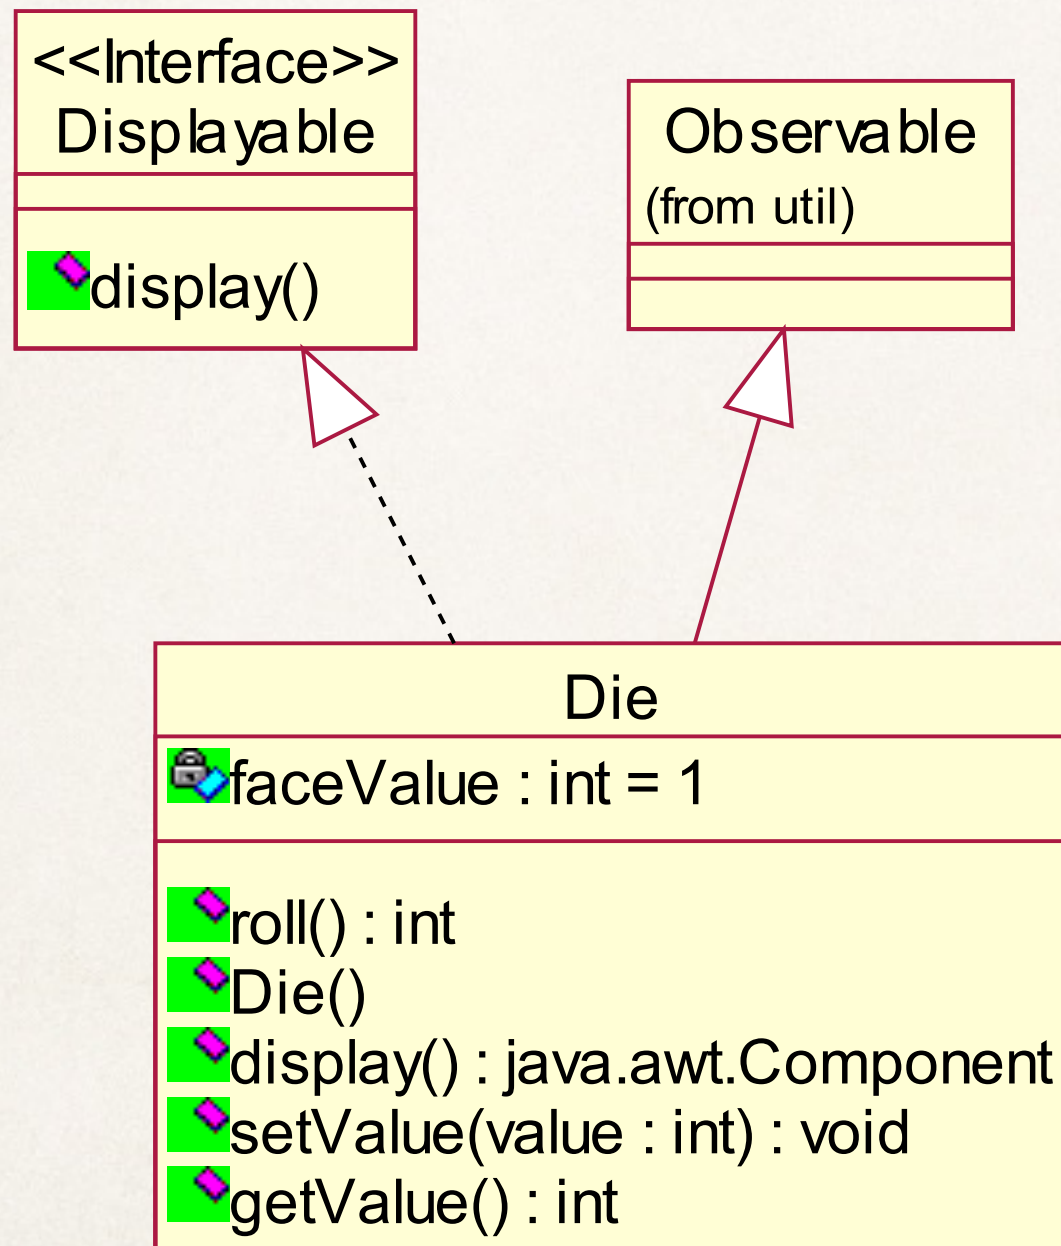 <<Interface>>
Displayable
display()
Observable
(from util)
Die
faceValue : int = 1
roll() : int
Die()
display() : java.awt.Component
setValue(value : int) : void
getValue() : int